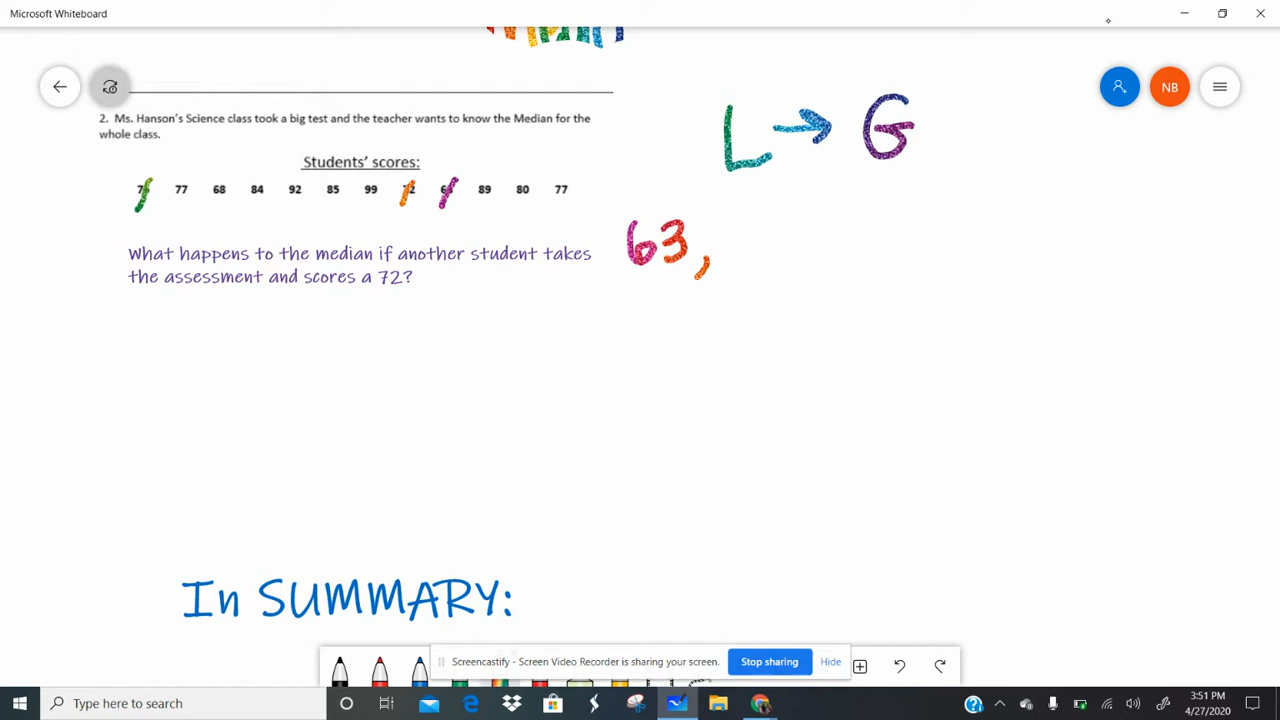 Microsoft Whiteboard
NB
2. Ms. Hanson's Science class took a big test and the teacher wants to know the Median for the
whole class.
L → G
Students' scores:
77 68 84 92 85 99 89 80 77
63,
What happens to the median if another student takes
the assessment and scores a 72?
In SUMMARY:
Screencastify - Screen Video Recorder is sharing your screen.
Stop sharing
Hide
Type here to search
3:51 PM
4/27/2020